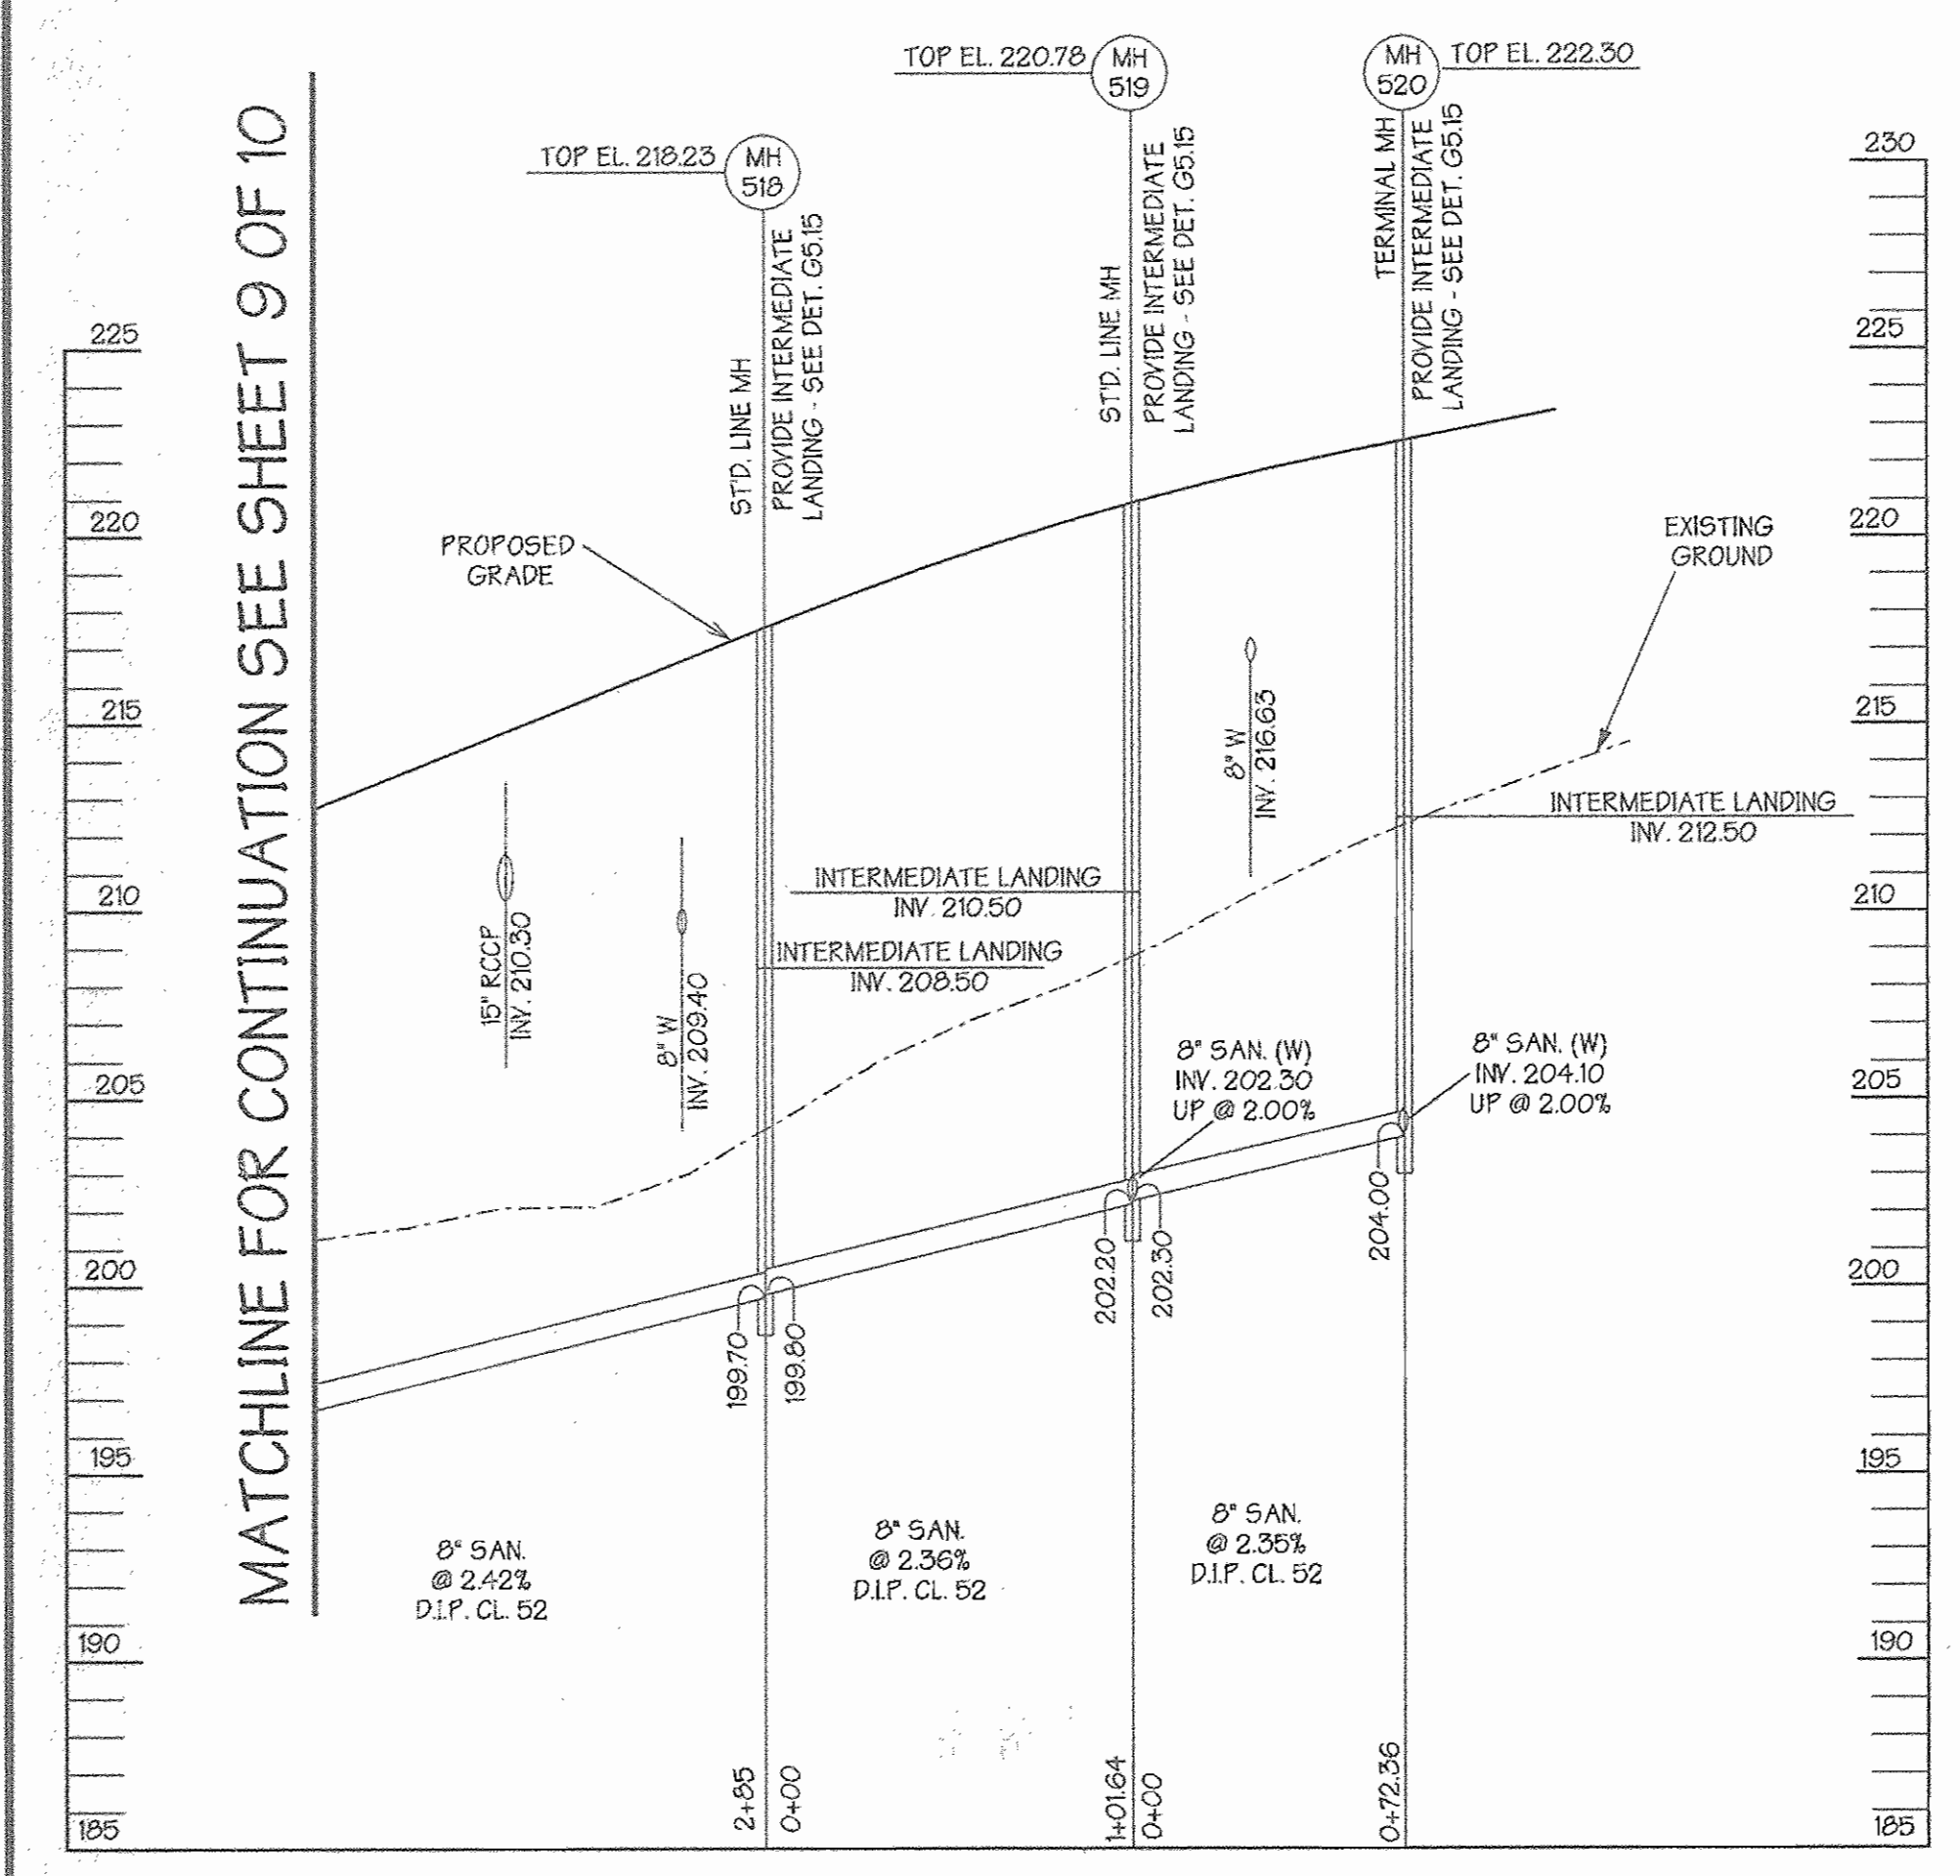 MATCHLINE FOR CONTINUATION SEE SHEET 9 OF 10
TOP EL. 218.23
MH
518
TOP EL. 220.78
MH
519
MH
520
TOP EL. 222.30
ST'D. LINE MH
PROVIDE INTERMEDIATE
LANDING - SEE DET. G5.15
ST'D. LINE MH
PROVIDE INTERMEDIATE
LANDING - SEE DET. G5.15
TERMINAL MH
PROVIDE INTERMEDIATE
LANDING - SEE DET. G5.15
225
220
215
210
205
200
195
190
185
230
225
220
215
210
205
200
195
190
185
PROPOSED
GRADE
EXISTING
GROUND
15" RCCP
INV. 210.30
8" W
INV. 209.40
8" W
INV. 216.63
INTERMEDIATE LANDING
INV. 210.50
INTERMEDIATE LANDING
INV. 208.50
INTERMEDIATE LANDING
INV. 212.50
8" SAN. (W)
INV. 202.30
UP @ 2.00%
8" SAN. (W)
INV. 204.10
UP @ 2.00%
199.70
199.80
202.20
202.30
204.00
8" SAN.
@ 2.42%
D.I.P. CL. 52
8" SAN.
@ 2.36%
D.I.P. CL. 52
8" SAN.
@ 2.35%
D.I.P. CL. 52
2+85
0+00
1+01.64
0+00
0+72.36